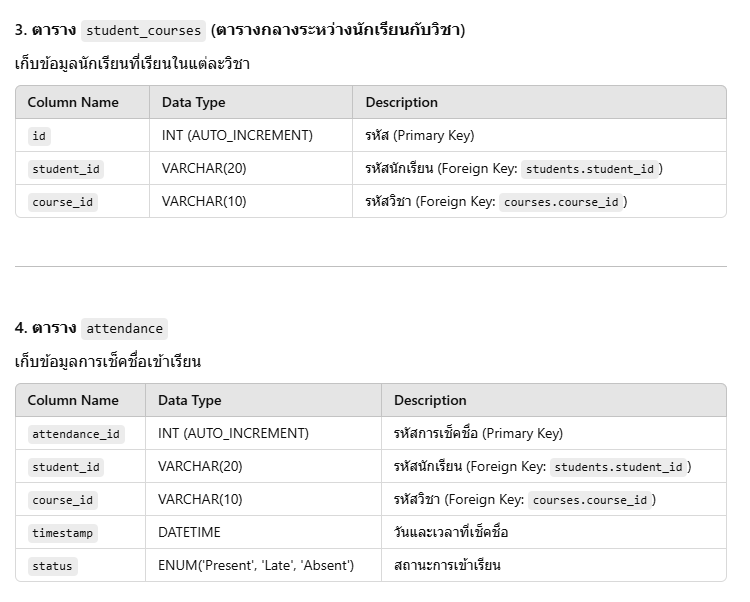 3. ตาราง student_courses (ตารางกลางระหว่างนักเรียนกับวิชา)
เก็บข้อมูลนักเรียนที่เรียนในแต่ละวิชา
Column Name Data Type Description
id INT (AUTO_INCREMENT) รหัส (Primary Key)
student_id VARCHAR(20) รหัสนักเรียน (Foreign Key: students.student_id)
course_id VARCHAR(10) รหัสวิชา (Foreign Key: courses.course_id)
4. ตาราง attendance
เก็บข้อมูลการเช็คชื่อเข้าเรียน
Column Name Data Type Description
attendance_id INT (AUTO_INCREMENT) รหัสการเช็คชื่อ (Primary Key)
student_id VARCHAR(20) รหัสนักเรียน (Foreign Key: students.student_id)
course_id VARCHAR(10) รหัสวิชา (Foreign Key: courses.course_id)
timestamp DATETIME วันและเวลาที่เช็คชื่อ
status ENUM('Present', 'Late', 'Absent') สถานะการเข้าเรียน